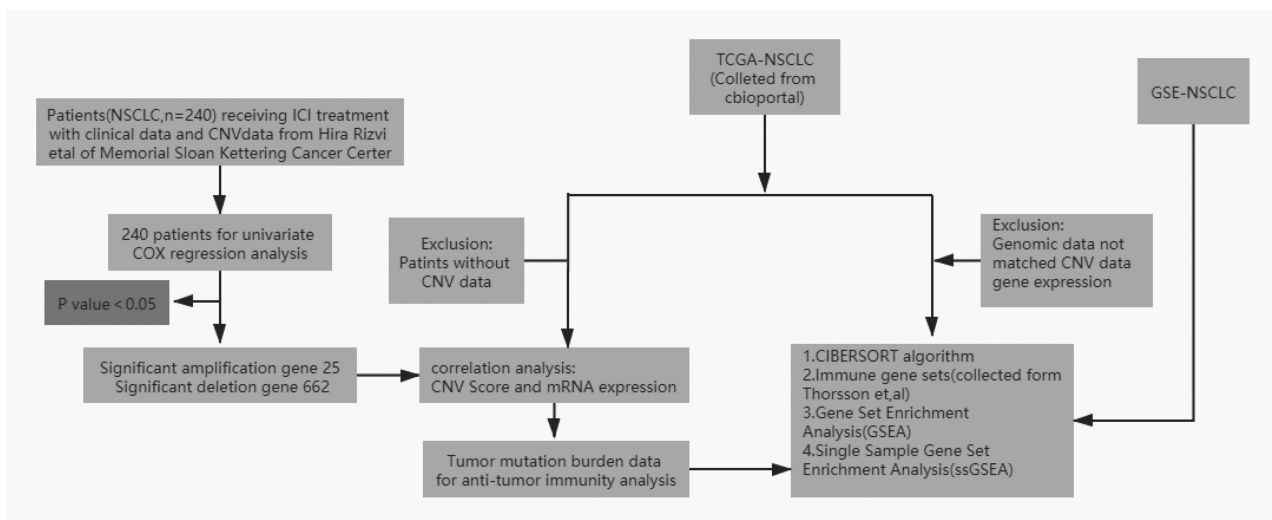 TCGA-NSCLC
(Colleted from
cbioportal)
GSE-NSCLC
Patients(NSCLC,n=240) receiving ICI treatment
with clinical data and CNVdata from Hira Rizvi
etal of Memorial Sloan Kettering Cancer Certer
240 patients for univariate
COX regression analysis
Exclusion:
Patints without
CNV data
Exclusion:
Genomic data not
matched CNV data
gene expression
P value < 0.05
Significant amplification gene 25
Significant deletion gene 662
correlation analysis:
CNV Score and mRNA expression
1.CIBERSORT algorithm
2.Immune gene sets(collected form
Thorsson et,al)
3.Gene Set Enrichment
Analysis(GSEA)
4.Single Sample Gene Set
Enrichment Analysis(ssGSEA)
Tumor mutation burden data
for anti-tumor immunity analysis